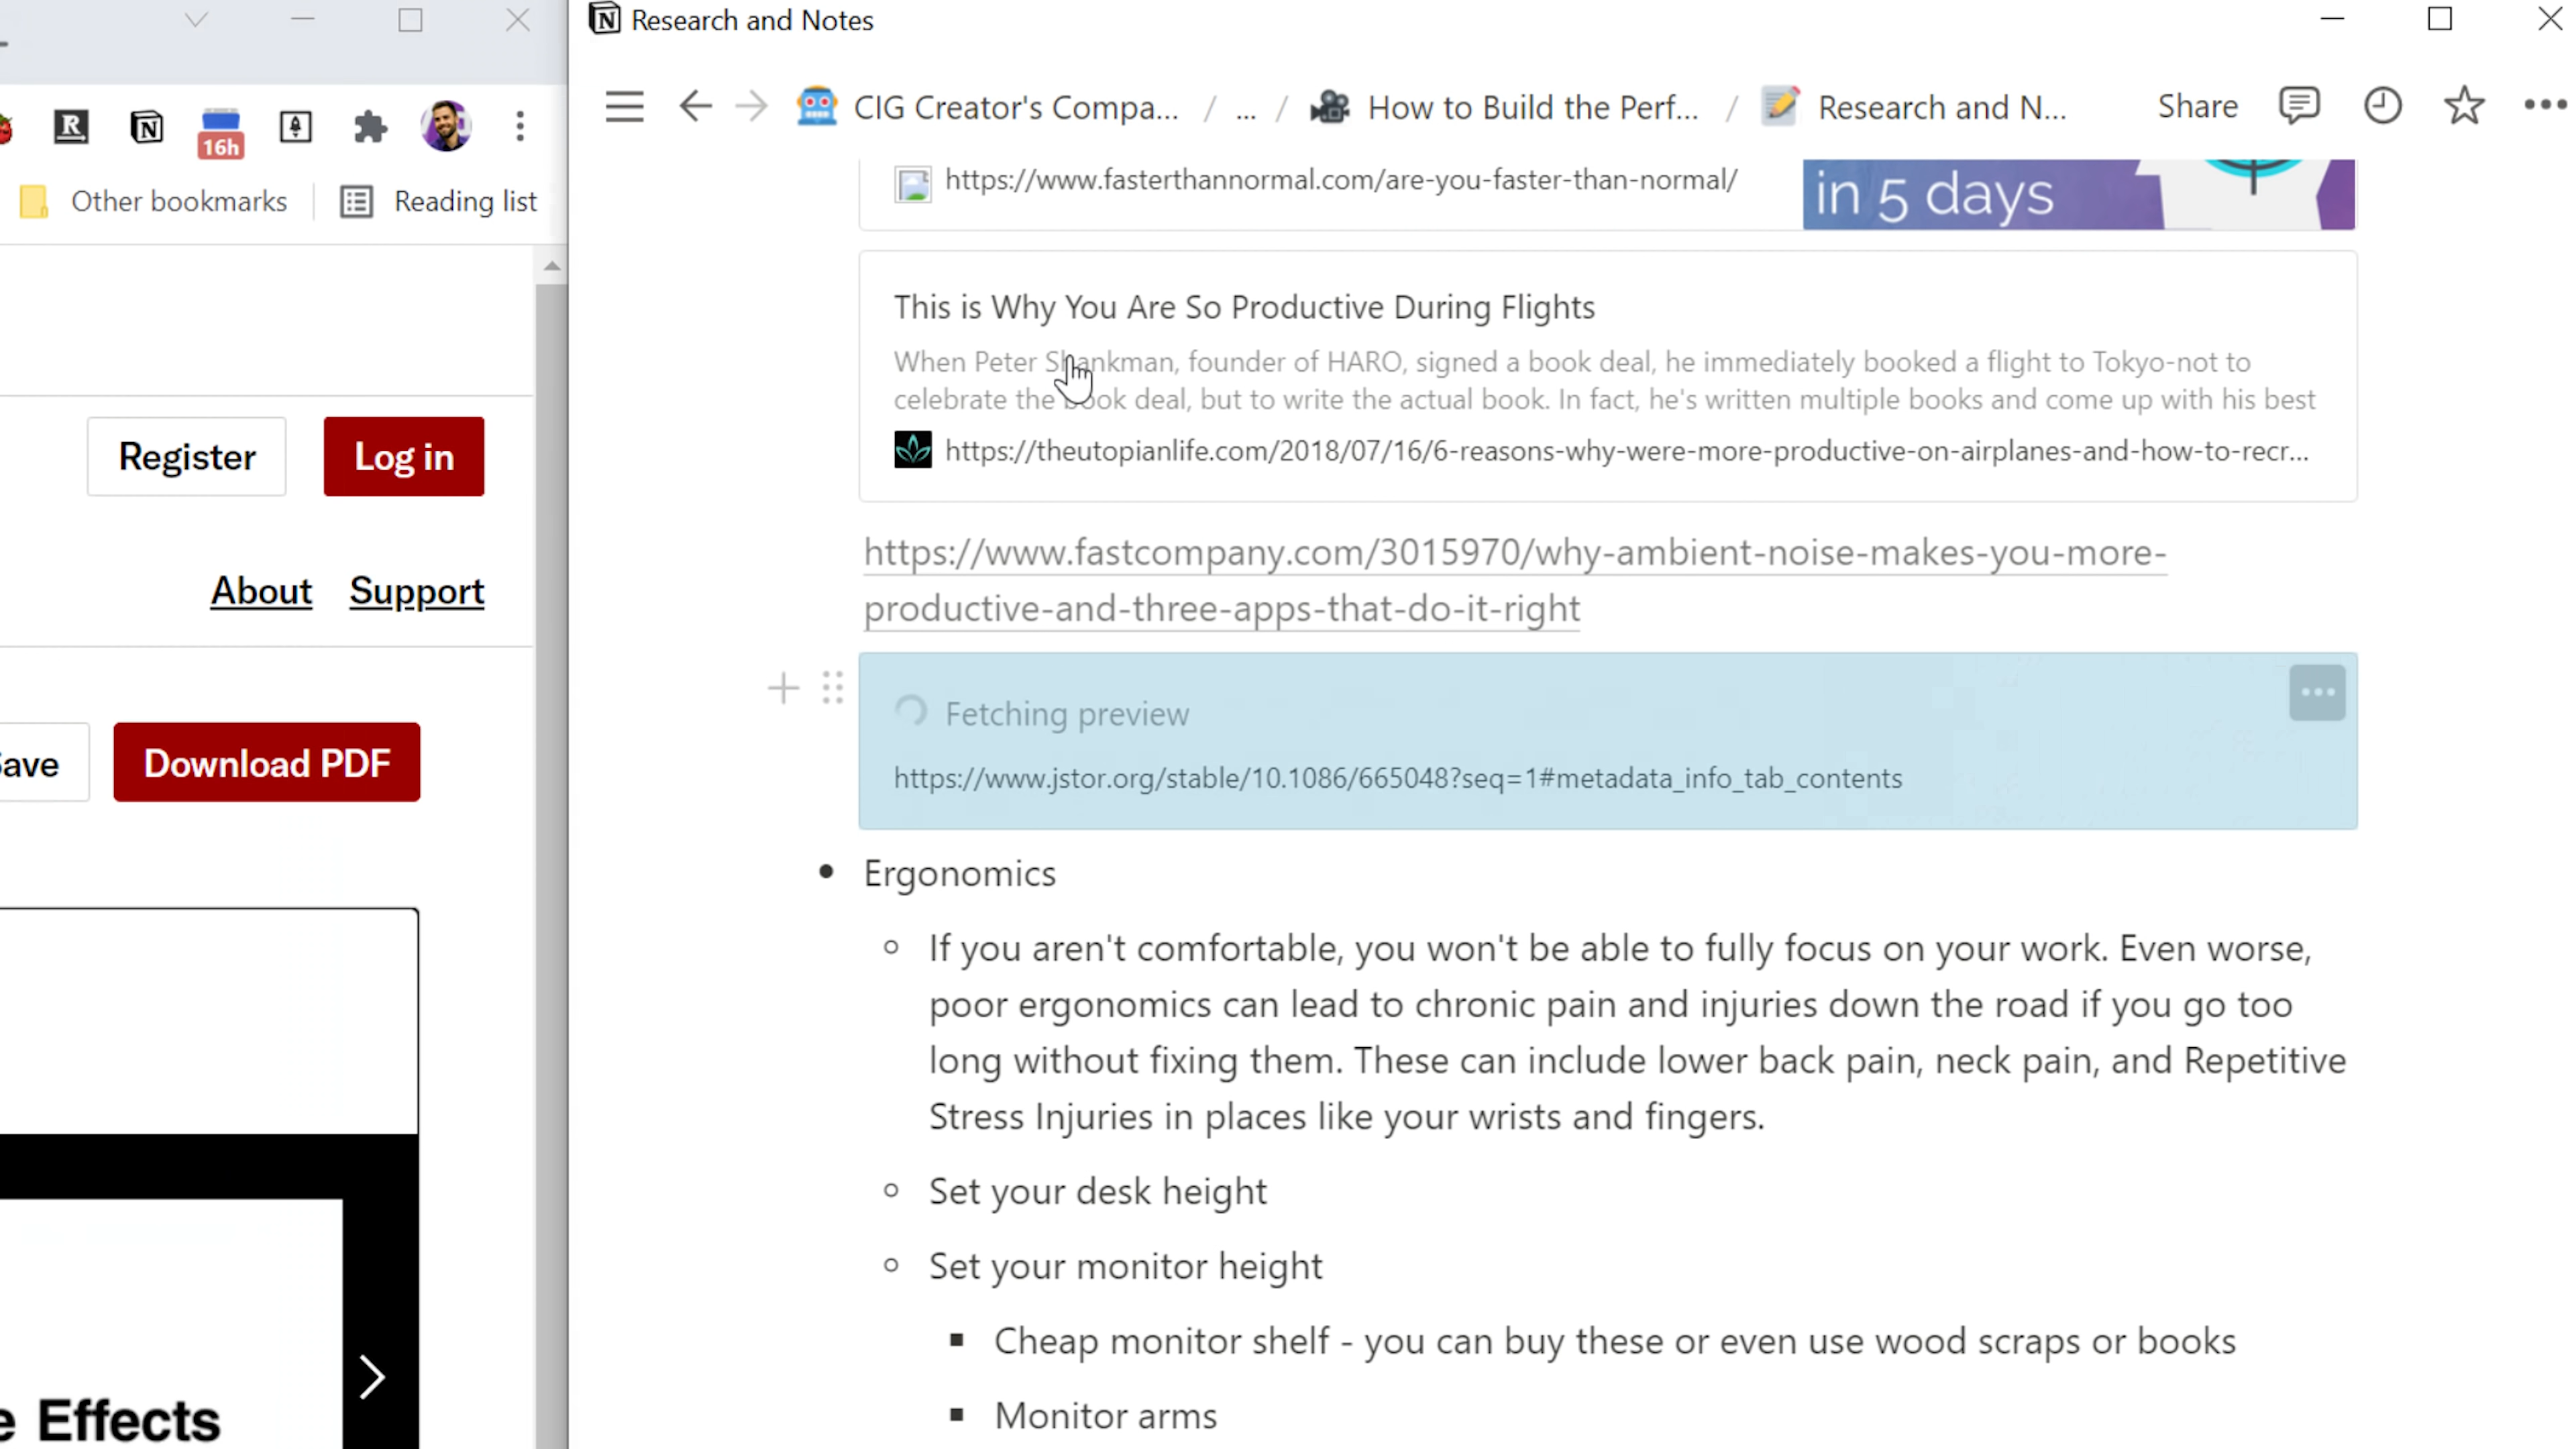 Research and Notes
CIG Creator's Compa... / ... / How to Build the Perf... / Research and N...
Share
16h
Other bookmarks
Reading list
Register
Log in
About
Support
Download PDF
Effects
https://www.fasterthannormal.com/are-you-faster-than-normal/
in 5 days
This is Why You Are So Productive During Flights
When Peter Shankman, founder of HARO, signed a book deal, he immediately booked a flight to Tokyo-not to
celebrate the book deal, but to write the actual book. In fact, he's written multiple books and come up with his best
https://theutopianlife.com/2018/07/16/6-reasons-why-were-more-productive-on-airplanes-and-how-to-recr...
https://www.fastcompany.com/3015970/why-ambient-noise-makes-you-more-
productive-and-three-apps-that-do-it-right
Fetching preview
https://www.jstor.org/stable/10.1086/665048?seq=1#metadata_info_tab_contents
• Ergonomics
◦ If you aren't comfortable, you won't be able to fully focus on your work. Even worse,
poor ergonomics can lead to chronic pain and injuries down the road if you go too
long without fixing them. These can include lower back pain, neck pain, and Repetitive
Stress Injuries in places like your wrists and fingers.
◦ Set your desk height
◦ Set your monitor height
▪ Cheap monitor shelf - you can buy these or even use wood scraps or books
▪ Monitor arms